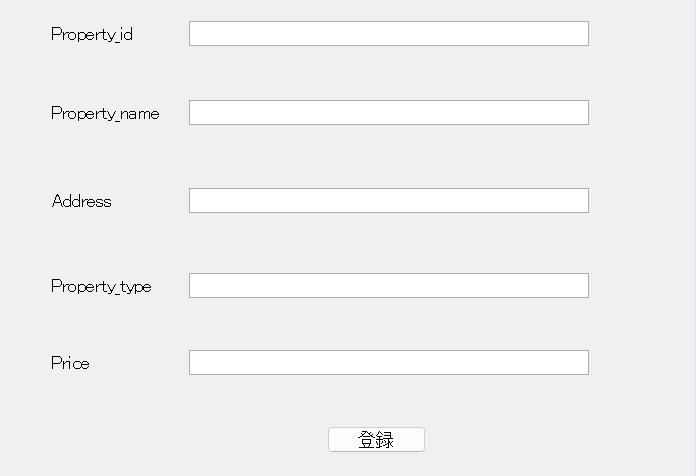 Property_id
Property_name
Address
Property_type
Price
登録